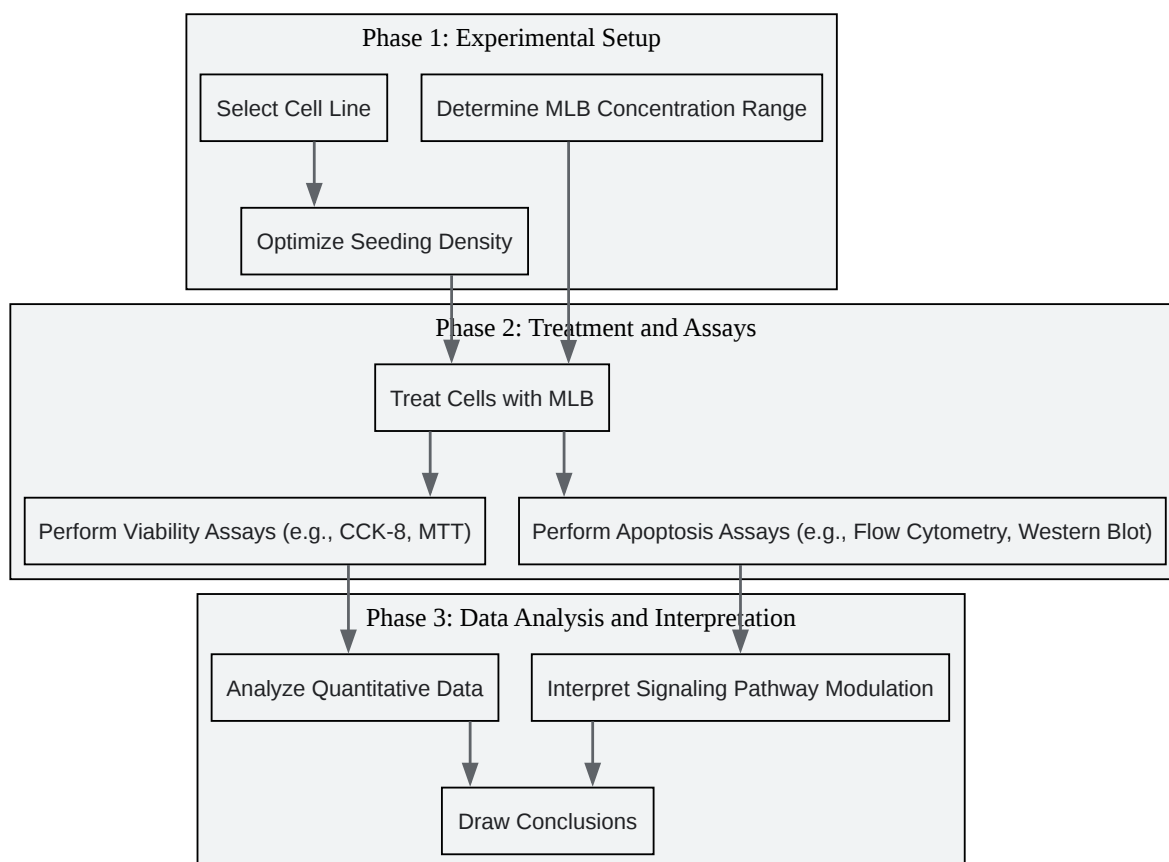 Phase 1: Experimental Setup
Select Cell Line
Determine MLB Concentration Range
Optimize Seeding Density
Phase 2: Treatment and Assays
Treat Cells with MLB
Perform Viability Assays (e.g., CCK-8, MTT)
Perform Apoptosis Assays (e.g., Flow Cytometry, Western Blot)
Phase 3: Data Analysis and Interpretation
Analyze Quantitative Data
Interpret Signaling Pathway Modulation
Draw Conclusions